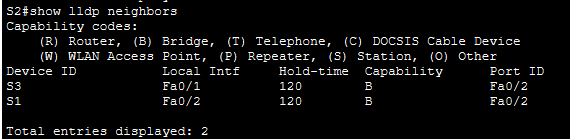 S2#show lldp neighbors
Capability codes:
    (R) Router, (B) Bridge, (T) Telephone, (C) DOCSIS Cable Device
    (W) WLAN Access Point, (P) Repeater, (S) Station, (O) Other
Device ID           Local Intf     Hold-time  Capability      Port ID
S3                  Fa0/1          120        B               Fa0/2
S1                  Fa0/2          120        B               Fa0/2

Total entries displayed: 2